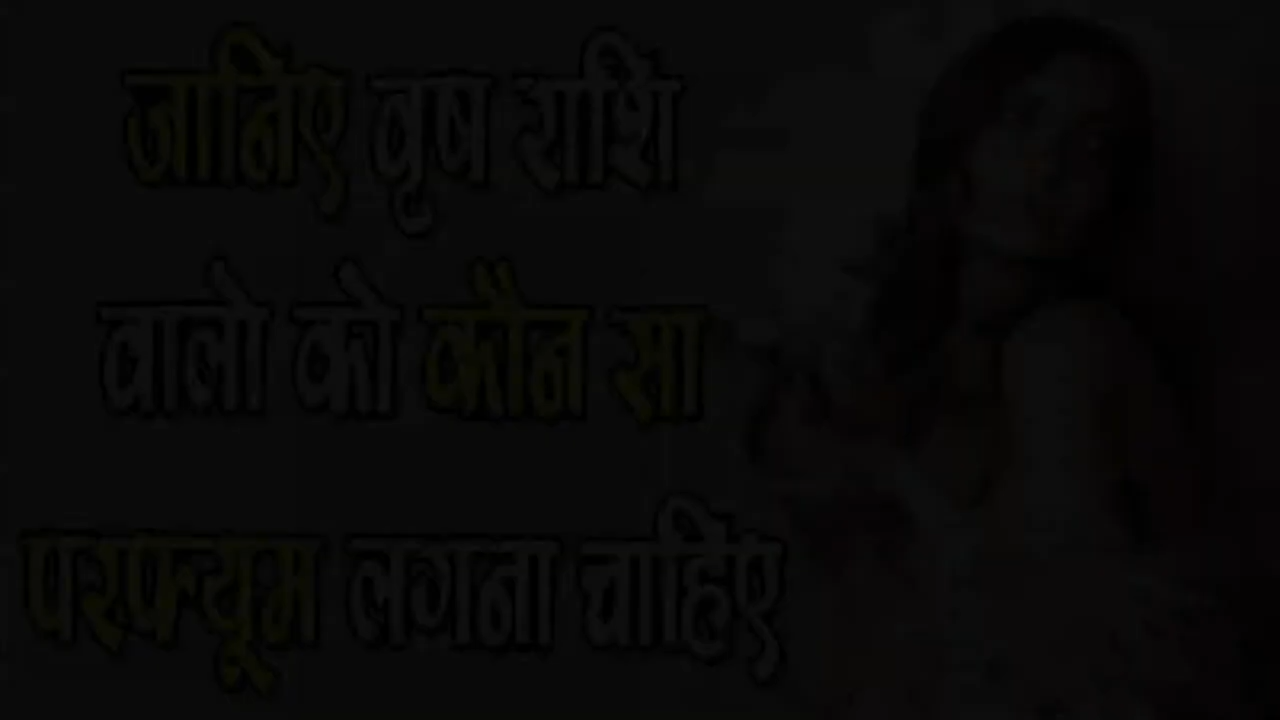 जानिए वृष राशि
वालो को कौन सा
परफ्यूम लगना चाहिए